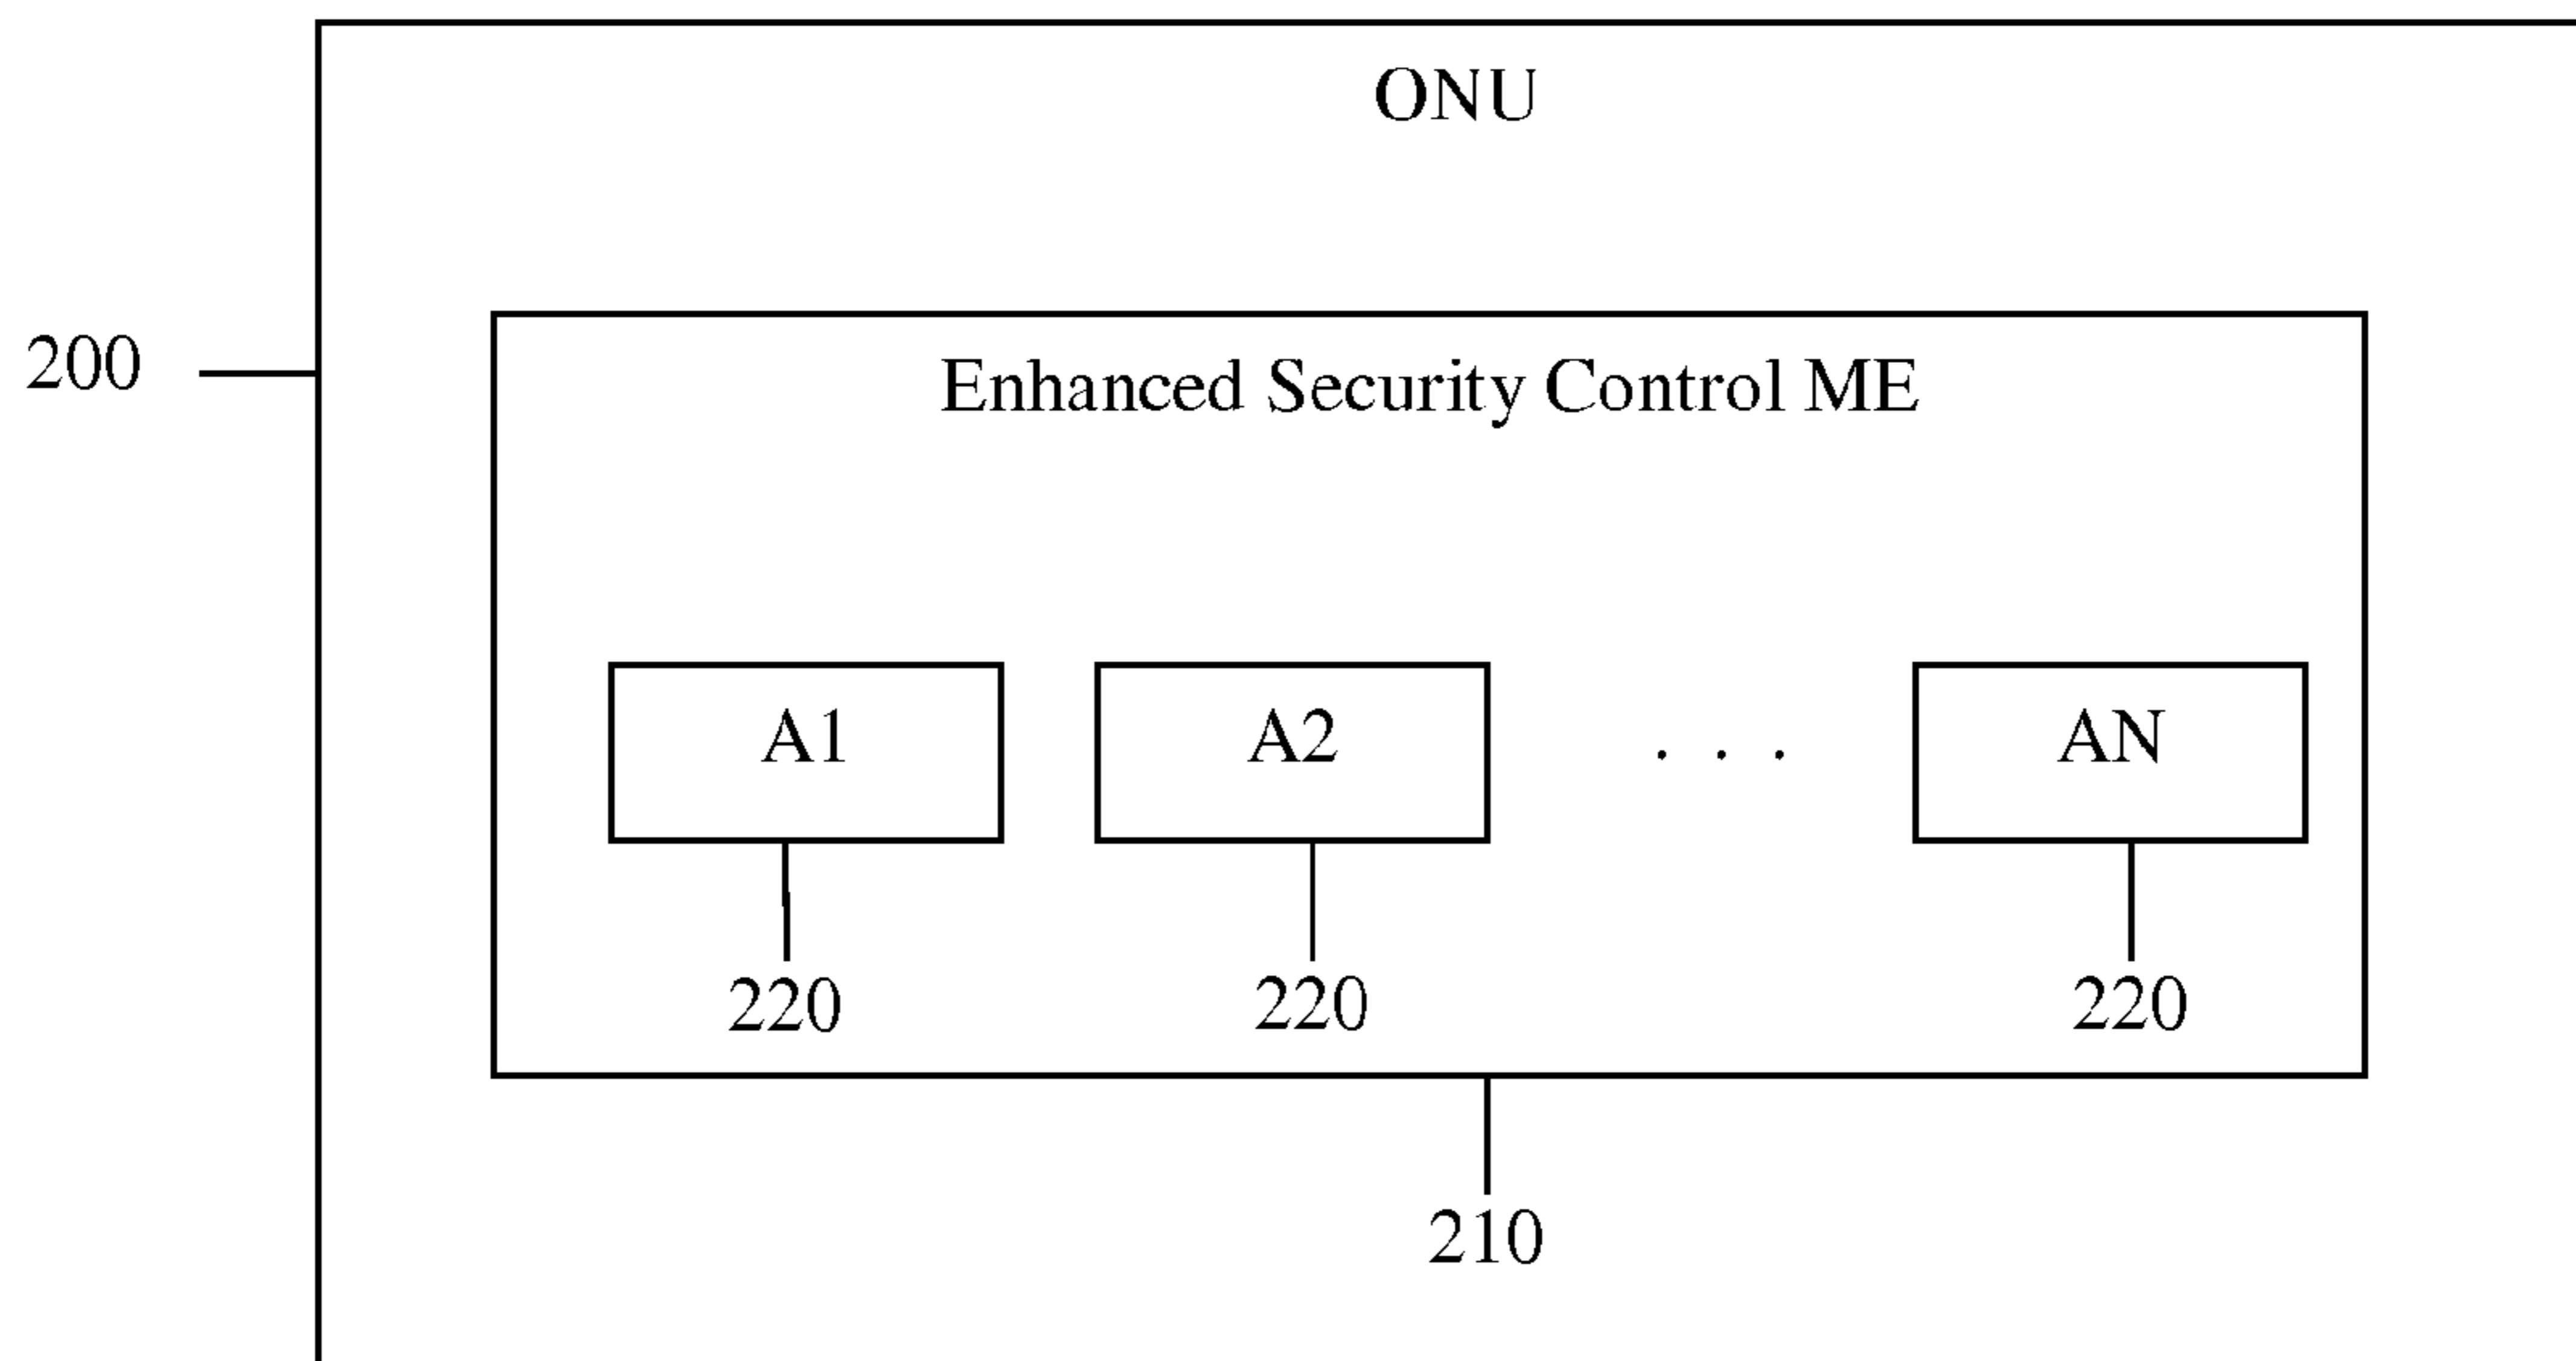 ONU
200
Enhanced Security Control ME
A1 A2 . . . AN
220 220 220
210